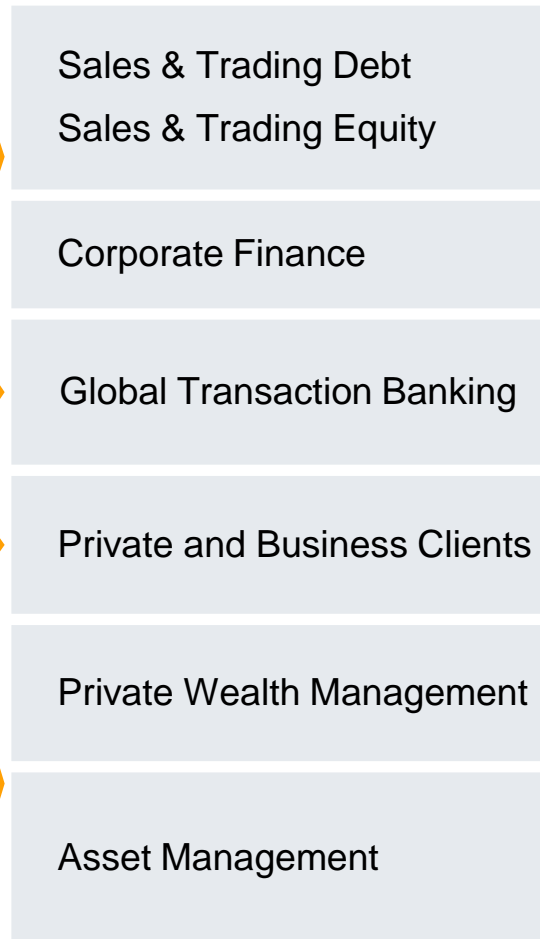 Sales & Trading Debt
Sales & Trading Equity
Corporate Finance
Global Transaction Banking
Private and Business Clients
Private Wealth Management
Asset Management